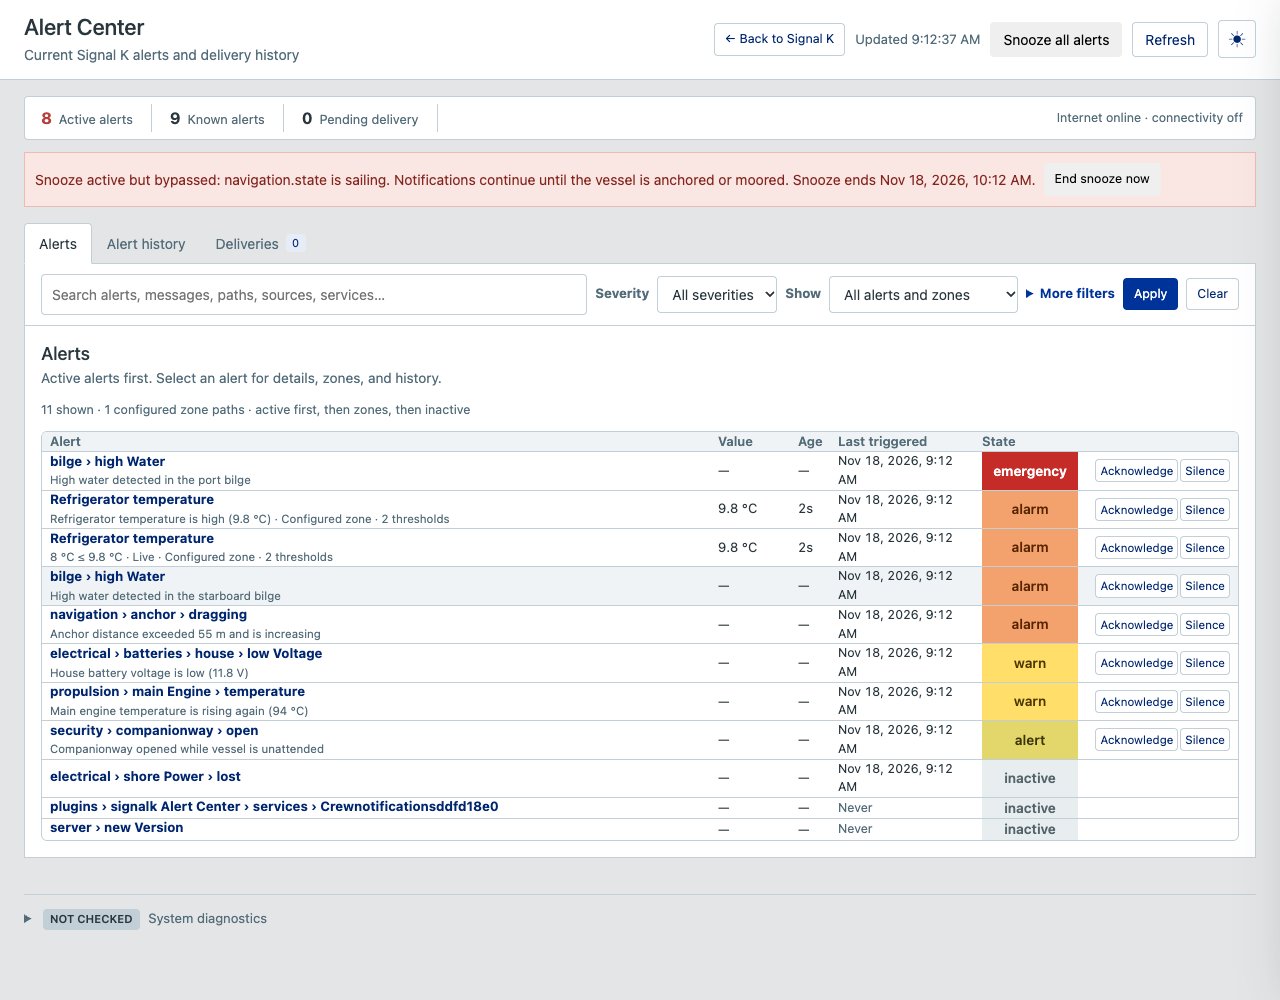 Alert Center
Current Signal K alerts and delivery history
← Back to Signal K
Updated 9:12:37 AM
Snooze all alerts
Refresh
8 Active alerts
9 Known alerts
0 Pending delivery
Internet online · connectivity off
Snooze active but bypassed: navigation.state is sailing. Notifications continue until the vessel is anchored or moored. Snooze ends Nov 18, 2026, 10:12 AM.
End snooze now
Alerts
Alert history
Deliveries 0
Search alerts, messages, paths, sources, services...
Severity
All severities
Show
All alerts and zones
▶ More filters
Apply
Clear
Alerts
Active alerts first. Select an alert for details, zones, and history.
11 shown · 1 configured zone paths · active first, then zones, then inactive
Alert Value Age Last triggered State
bilge › high Water
High water detected in the port bilge
— — Nov 18, 2026, 9:12
AM
emergency Acknowledge Silence
Refrigerator temperature
Refrigerator temperature is high (9.8 °C) · Configured zone · 2 thresholds
9.8 °C 2s Nov 18, 2026, 9:12
AM
alarm Acknowledge Silence
Refrigerator temperature
8 °C ≤ 9.8 °C · Live · Configured zone · 2 thresholds
9.8 °C 2s Nov 18, 2026, 9:12
AM
alarm Acknowledge Silence
bilge › high Water
High water detected in the starboard bilge
— — Nov 18, 2026, 9:12
AM
alarm Acknowledge Silence
navigation › anchor › dragging
Anchor distance exceeded 55 m and is increasing
— — Nov 18, 2026, 9:12
AM
alarm Acknowledge Silence
electrical › batteries › house › low Voltage
House battery voltage is low (11.8 V)
— — Nov 18, 2026, 9:12
AM
warn Acknowledge Silence
propulsion › main Engine › temperature
Main engine temperature is rising again (94 °C)
— — Nov 18, 2026, 9:12
AM
warn Acknowledge Silence
security › companionway › open
Companionway opened while vessel is unattended
— — Nov 18, 2026, 9:12
AM
alert Acknowledge Silence
electrical › shore Power › lost
— — Nov 18, 2026, 9:12
AM
inactive
plugins › signalk Alert Center › services › Crewnotificationsddfd18e0 — — Never inactive
server › new Version — — Never inactive
▶ NOT CHECKED System diagnostics